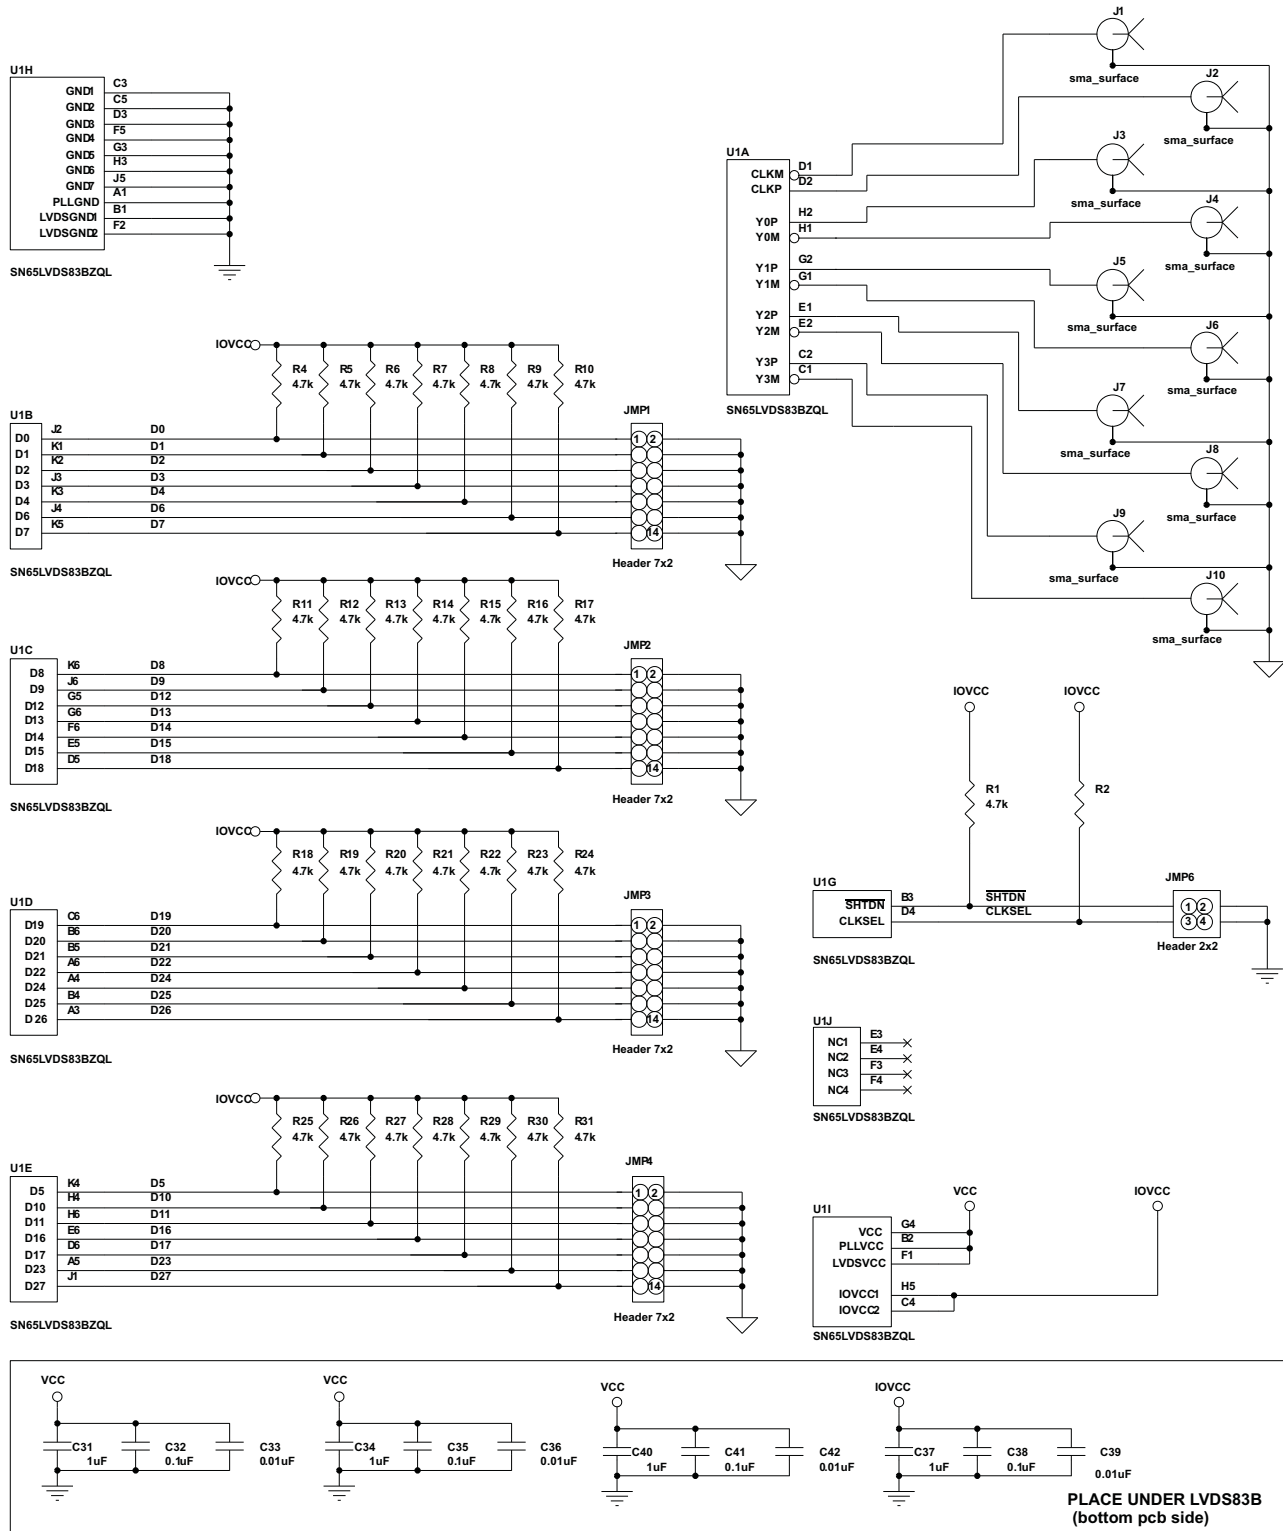 J1
sma_surface
J2
sma_surface
J3
sma_surface
J4
sma_surface
J5
sma_surface
J6
sma_surface
J7
sma_surface
J8
sma_surface
J9
sma_surface
J10
sma_surface
U1H
GND1 C3
GND2 C5
GND3 D3
GND4 F5
GND5 G3
GND6 H3
GND7 J5
PLLGND A1
LVDSGND1 B1
LVDSGND2 F2
SN65LVDS83BZQL
U1A
CLKM D1
CLKP D2
Y0P H2
Y0M H1
Y1P G2
Y1M G1
Y2P E1
Y2M E2
Y3P C2
Y3M C1
SN65LVDS83BZQL
IOVCC
R4 R5 R6 R7 R8 R9 R10
4.7k 4.7k 4.7k 4.7k 4.7k 4.7k 4.7k
U1B
JMP1
D0 J2 D0
D1 K1 D1
D2 K2 D2
D3 J3 D3
D4 K3 D4
D6 J4 D6
D7 K5 D7
1 2
14
SN65LVDS83BZQL
Header 7x2
IOVCC
R11 R12 R13 R14 R15 R16 R17
4.7k 4.7k 4.7k 4.7k 4.7k 4.7k 4.7k
U1C
JMP2
D8 K6 D8
D9 J6 D9
D12 G5 D12
D13 G6 D13
D14 F6 D14
D15 E5 D15
D18 D5 D18
1 2
14
SN65LVDS83BZQL
Header 7x2
IOVCC
R18 R19 R20 R21 R22 R23 R24
4.7k 4.7k 4.7k 4.7k 4.7k 4.7k 4.7k
U1D
JMP3
D19 C6 D19
D20 B6 D20
D21 B5 D21
D22 A6 D22
D24 A4 D24
D25 B4 D25
D26 A3 D26
1 2
14
SN65LVDS83BZQL
Header 7x2
IOVCC
R25 R26 R27 R28 R29 R30 R31
4.7k 4.7k 4.7k 4.7k 4.7k 4.7k 4.7k
U1E
JMP4
D5 K4 D5
D10 H4 D10
D11 H6 D11
D16 E6 D16
D17 D6 D17
D23 A5 D23
D27 J1 D27
1 2
14
SN65LVDS83BZQL
Header 7x2
IOVCC IOVCC
R1 R2
4.7k
U1G
JMP6
SHTDN B3 SHTDN
CLKSEL D4 CLKSEL
1 2
3 4
Header 2x2
SN65LVDS83BZQL
U1J
NC1 E3
NC2 E4
NC3 F3
NC4 F4
SN65LVDS83BZQL
VCC IOVCC
U1I
VCC G4
PLLVCC B2
LVDSVCC F1
IOVCC1 H5
IOVCC2 C4
SN65LVDS83BZQL
VCC
C31 C32 C33
1uF 0.1uF 0.01uF
VCC
C34 C35 C36
1uF 0.1uF 0.01uF
VCC
C40 C41 C42
1uF 0.1uF 0.01uF
IOVCC
C37 C38 C39
1uF 0.1uF 0.01uF
PLACE UNDER LVDS83B
(bottom pcb side)